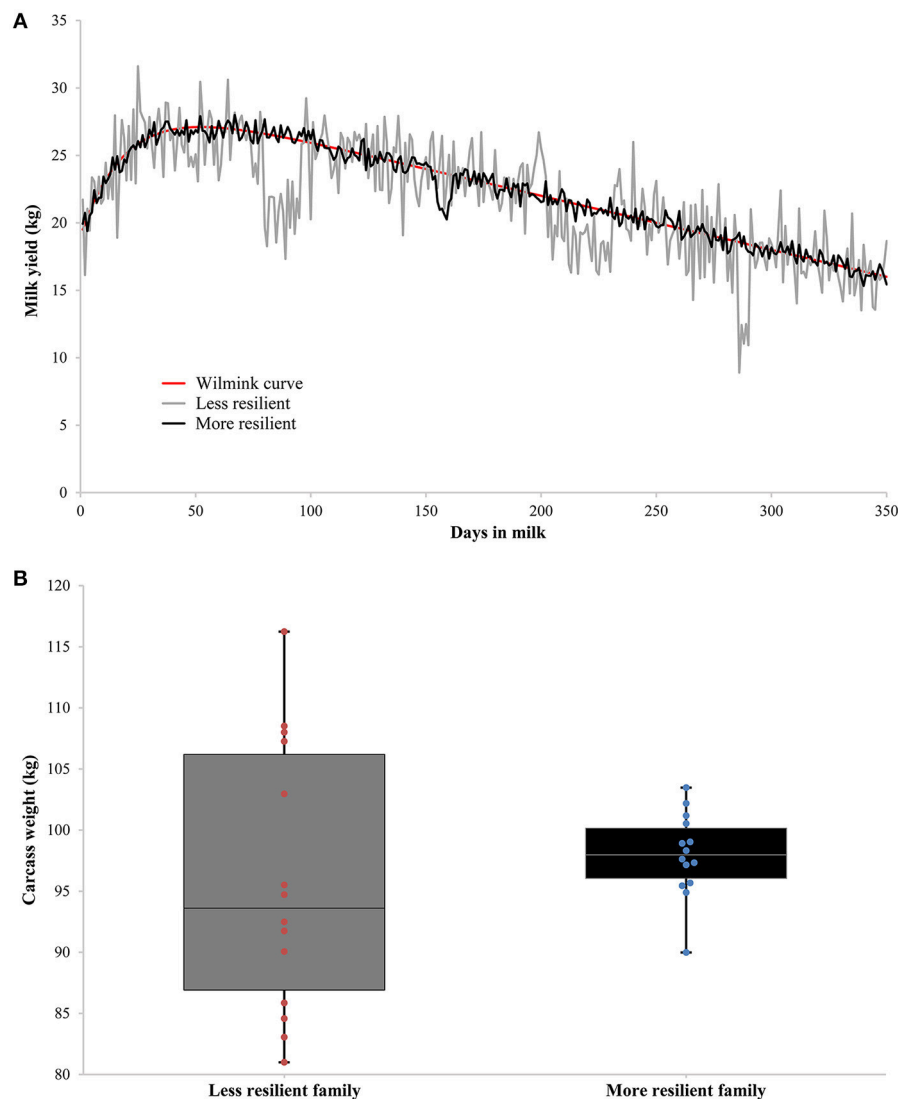 A
35
30
25
20
15
10
5
0
Milk yield (kg)
Wilmink curve
Less resilient
More resilient
0 50 100 150 200 250 300 350
Days in milk
B
120
115
110
105
100
95
90
85
80
Carcass weight (kg)
Less resilient family More resilient family